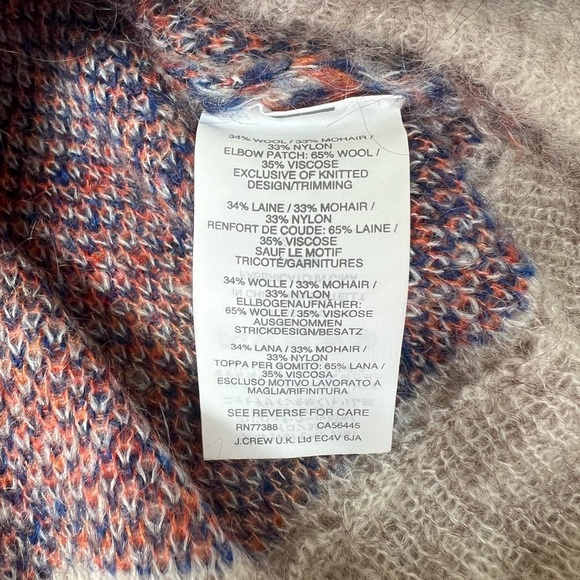 34% WOOL / 33% MOHAIR /
33% NYLON
ELBOW PATCH: 65% WOOL /
35% VISCOSE
EXCLUSIVE OF KNITTED
DESIGN/TRIMMING
34% LAINE / 33% MOHAIR /
33% NYLON
RENFORT DE COUDE: 65% LAINE /
35% VISCOSE
SAUF LE MOTIF
TRICOTÉ/GARNITURES
34% WOLLE / 33% MOHAIR /
33% NYLON
ELLBOGENAUFNÄHER:
65% WOLLE / 35% VISKOSE
AUSGENOMMEN
STRICKDESIGN/BESATZ
34% LANA / 33% MOHAIR /
33% NYLON
TOPPA PER GOMITO: 65% LANA /
35% VISCOSA
ESCLUSO MOTIVO LAVORATO A
MAGLIA/RIFINITURA
SEE REVERSE FOR CARE
RN77388 CA56445
J.CREW U.K. Ltd EC4V 6JA